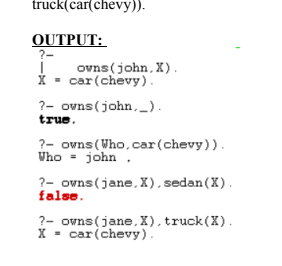 truck(car(chevy)).
OUTPUT:
?-
|    owns(john,X).
X = car(chevy).
?- owns(john,_).
true.
?- owns(Who,car(chevy)).
Who = john .
?- owns(jane,X),sedan(X).
false.
?- owns(jane,X),truck(X).
X = car(chevy).